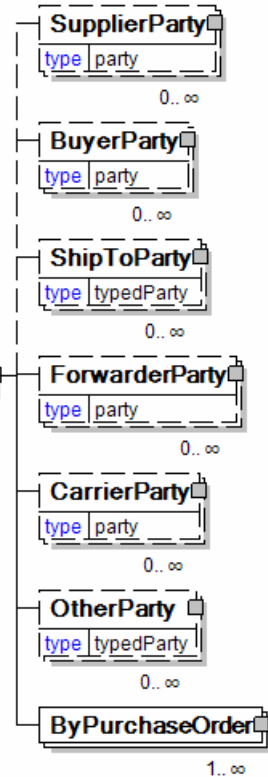 SupplierParty
type party
0.. ∞
BuyerParty
type party
0.. ∞
ShipToParty
type typedParty
0.. ∞
ForwarderParty
type party
0.. ∞
CarrierParty
type party
0.. ∞
OtherParty
type typedParty
0.. ∞
ByPurchaseOrder
1.. ∞